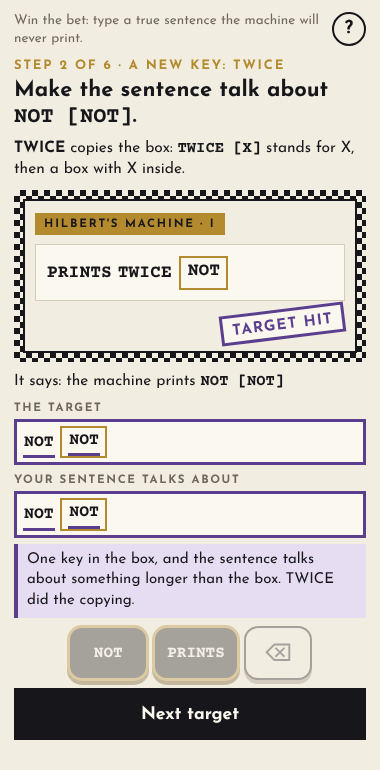 Win the bet: type a true sentence the machine will
never print.
?
STEP 2 OF 6 · A NEW KEY: TWICE
Make the sentence talk about
NOT [NOT].
TWICE copies the box: TWICE [X] stands for X,
then a box with X inside.
HILBERT'S MACHINE · I
PRINTS TWICE NOT
TARGET HIT
It says: the machine prints NOT [NOT]
THE TARGET
NOT NOT
YOUR SENTENCE TALKS ABOUT
NOT NOT
One key in the box, and the sentence talks
about something longer than the box. TWICE
did the copying.
NOT PRINTS
Next target